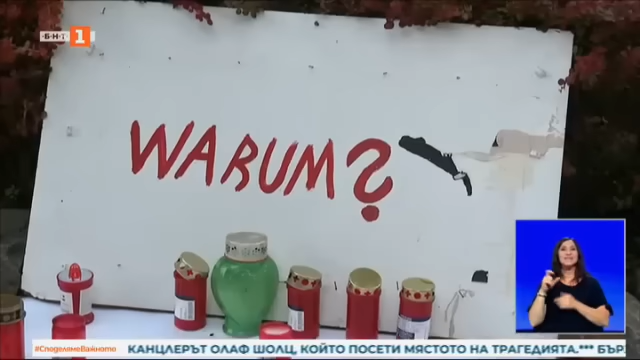 БНТ 1
WARUM?
#СподелямеВажното
КАНЦЛЕРЪТ ОЛАФ ШОЛЦ, КОЙТО ПОСЕТИ МЯСТОТО НА ТРАГЕДИЯТА.*** БЪР